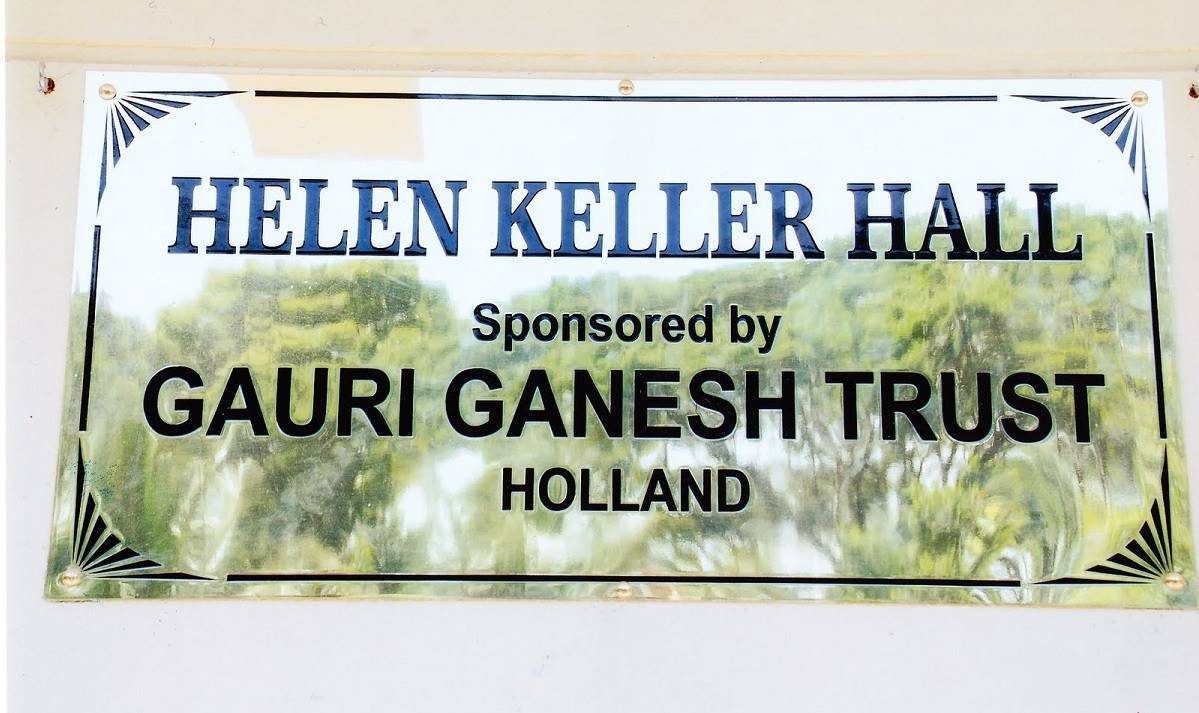 HELEN KELLER HALL
Sponsored by
GAURI GANESH TRUST
HOLLAND